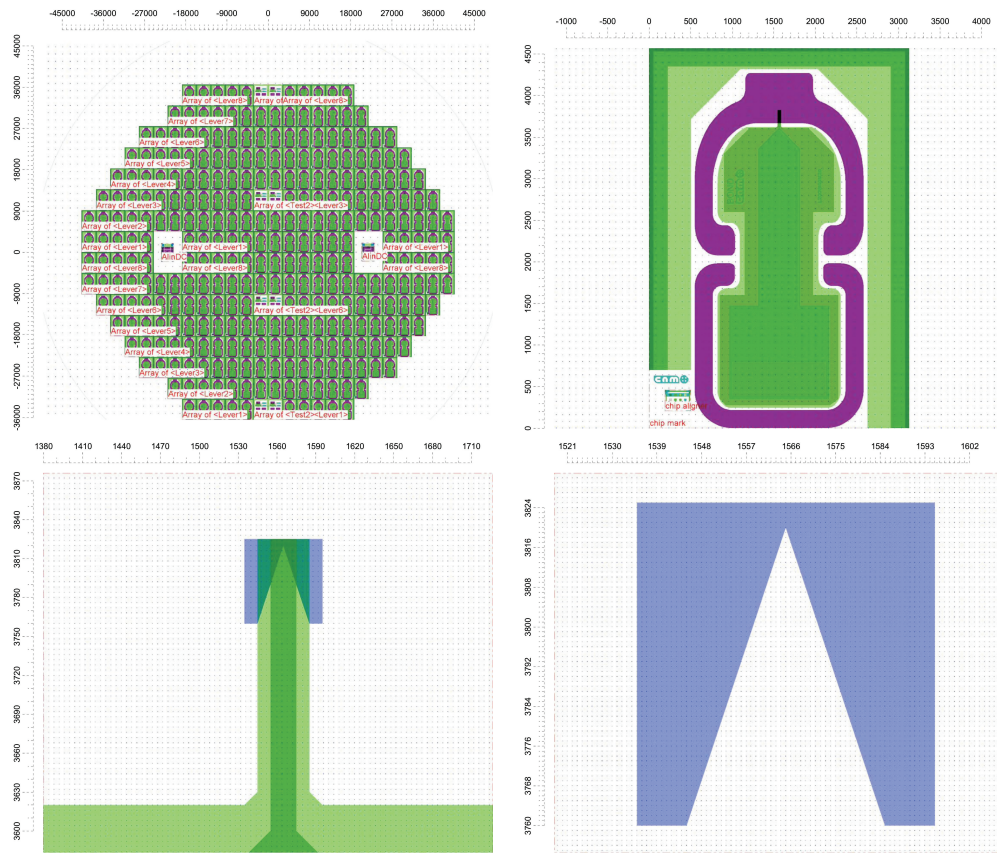 -45000 -36000 -27000 -18000 -9000 0 9000 18000 27000 36000 45000
45000
36000
27000
18000
9000
0
-9000
-18000
-27000
-36000
Array of <Lever8>
Array of
Array of <Lever8>
Array of <Lever7>
Array of <Lever6>
Array of <Lever5>
Array of <Lever4>
Array of <Lever3>
Array of <Test2>
<Lever3>
Array of <Lever2>
Array of <Lever1>
AlinDC
Array of <Lever1>
AlinDC
Array of <Lever1>
Array of <Lever8>
Array of <Lever8>
Array of <Lever8>
Array of <Lever7>
Array of <Lever6>
Array of <Test2>
<Lever6>
Array of <Lever5>
Array of <Lever4>
Array of <Lever3>
Array of <Lever2>
Array of <Lever1>
Array of <Test2>
<Lever1>
-1000 0 1000 2000 3000 4000
4500
4000
3500
3000
2500
2000
1500
1000
500
0
cnm
chip aligner
chip mark
1380 1410 1440 1470 1500 1530 1560 1590 1620 1650 1680 1710
3870
3840
3810
3780
3750
3720
3690
3660
3630
3600
1521 1530 1539 1548 1557 1566 1575 1584 1593 1602
3824
3816
3808
3800
3792
3784
3776
3768
3760